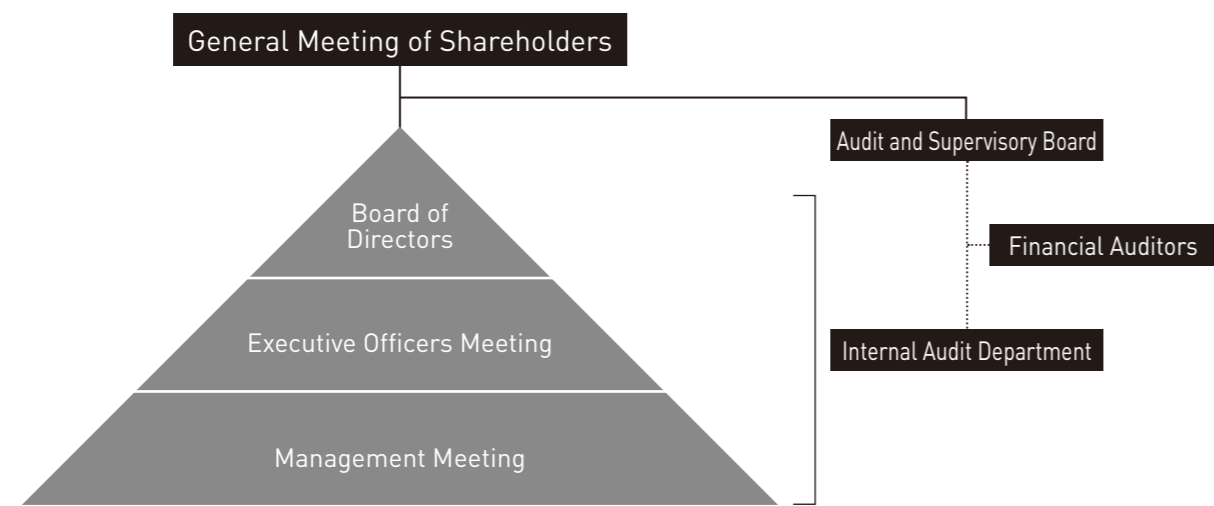 General Meeting of Shareholders
Audit and Supervisory Board
Board of
Directors
Financial Auditors
Executive Officers Meeting
Internal Audit Department
Management Meeting